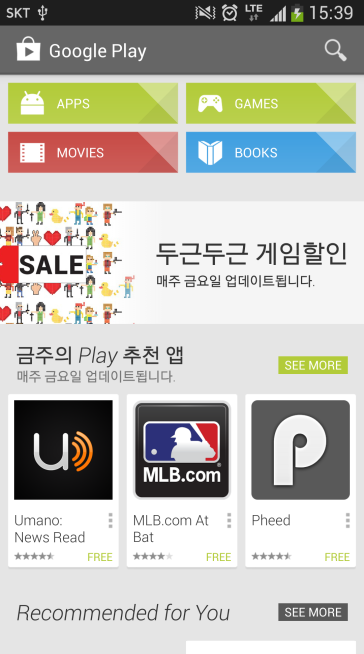 SKT LTE 15:39
Google Play
APPS GAMES
MOVIES BOOKS
SALE
두근두근 게임할인
매주 금요일 업데이트됩니다.
금주의 Play 추천 앱
매주 금요일 업데이트됩니다.
SEE MORE
MLB.com
Umano:
News Read
FREE
MLB.com At
Bat
FREE
Pheed
FREE
Recommended for You
SEE MORE